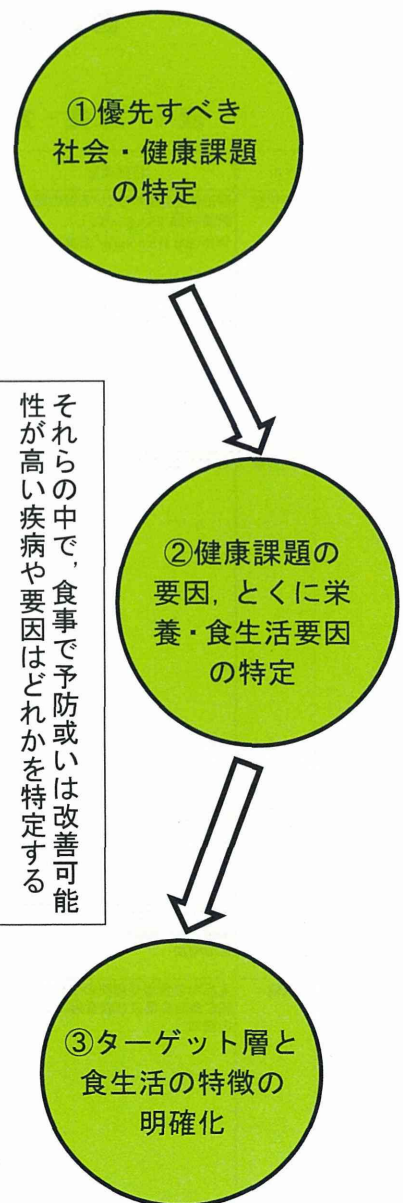 ①優先すべき
社会・健康課題
の特定
それらの中で，食事で予防或いは改善可能
性が高い疾病や要因はどれかを特定する
②健康課題の
要因，とくに栄
養・食生活要因
の特定
③ターゲット層と
食生活の特徴の
明確化